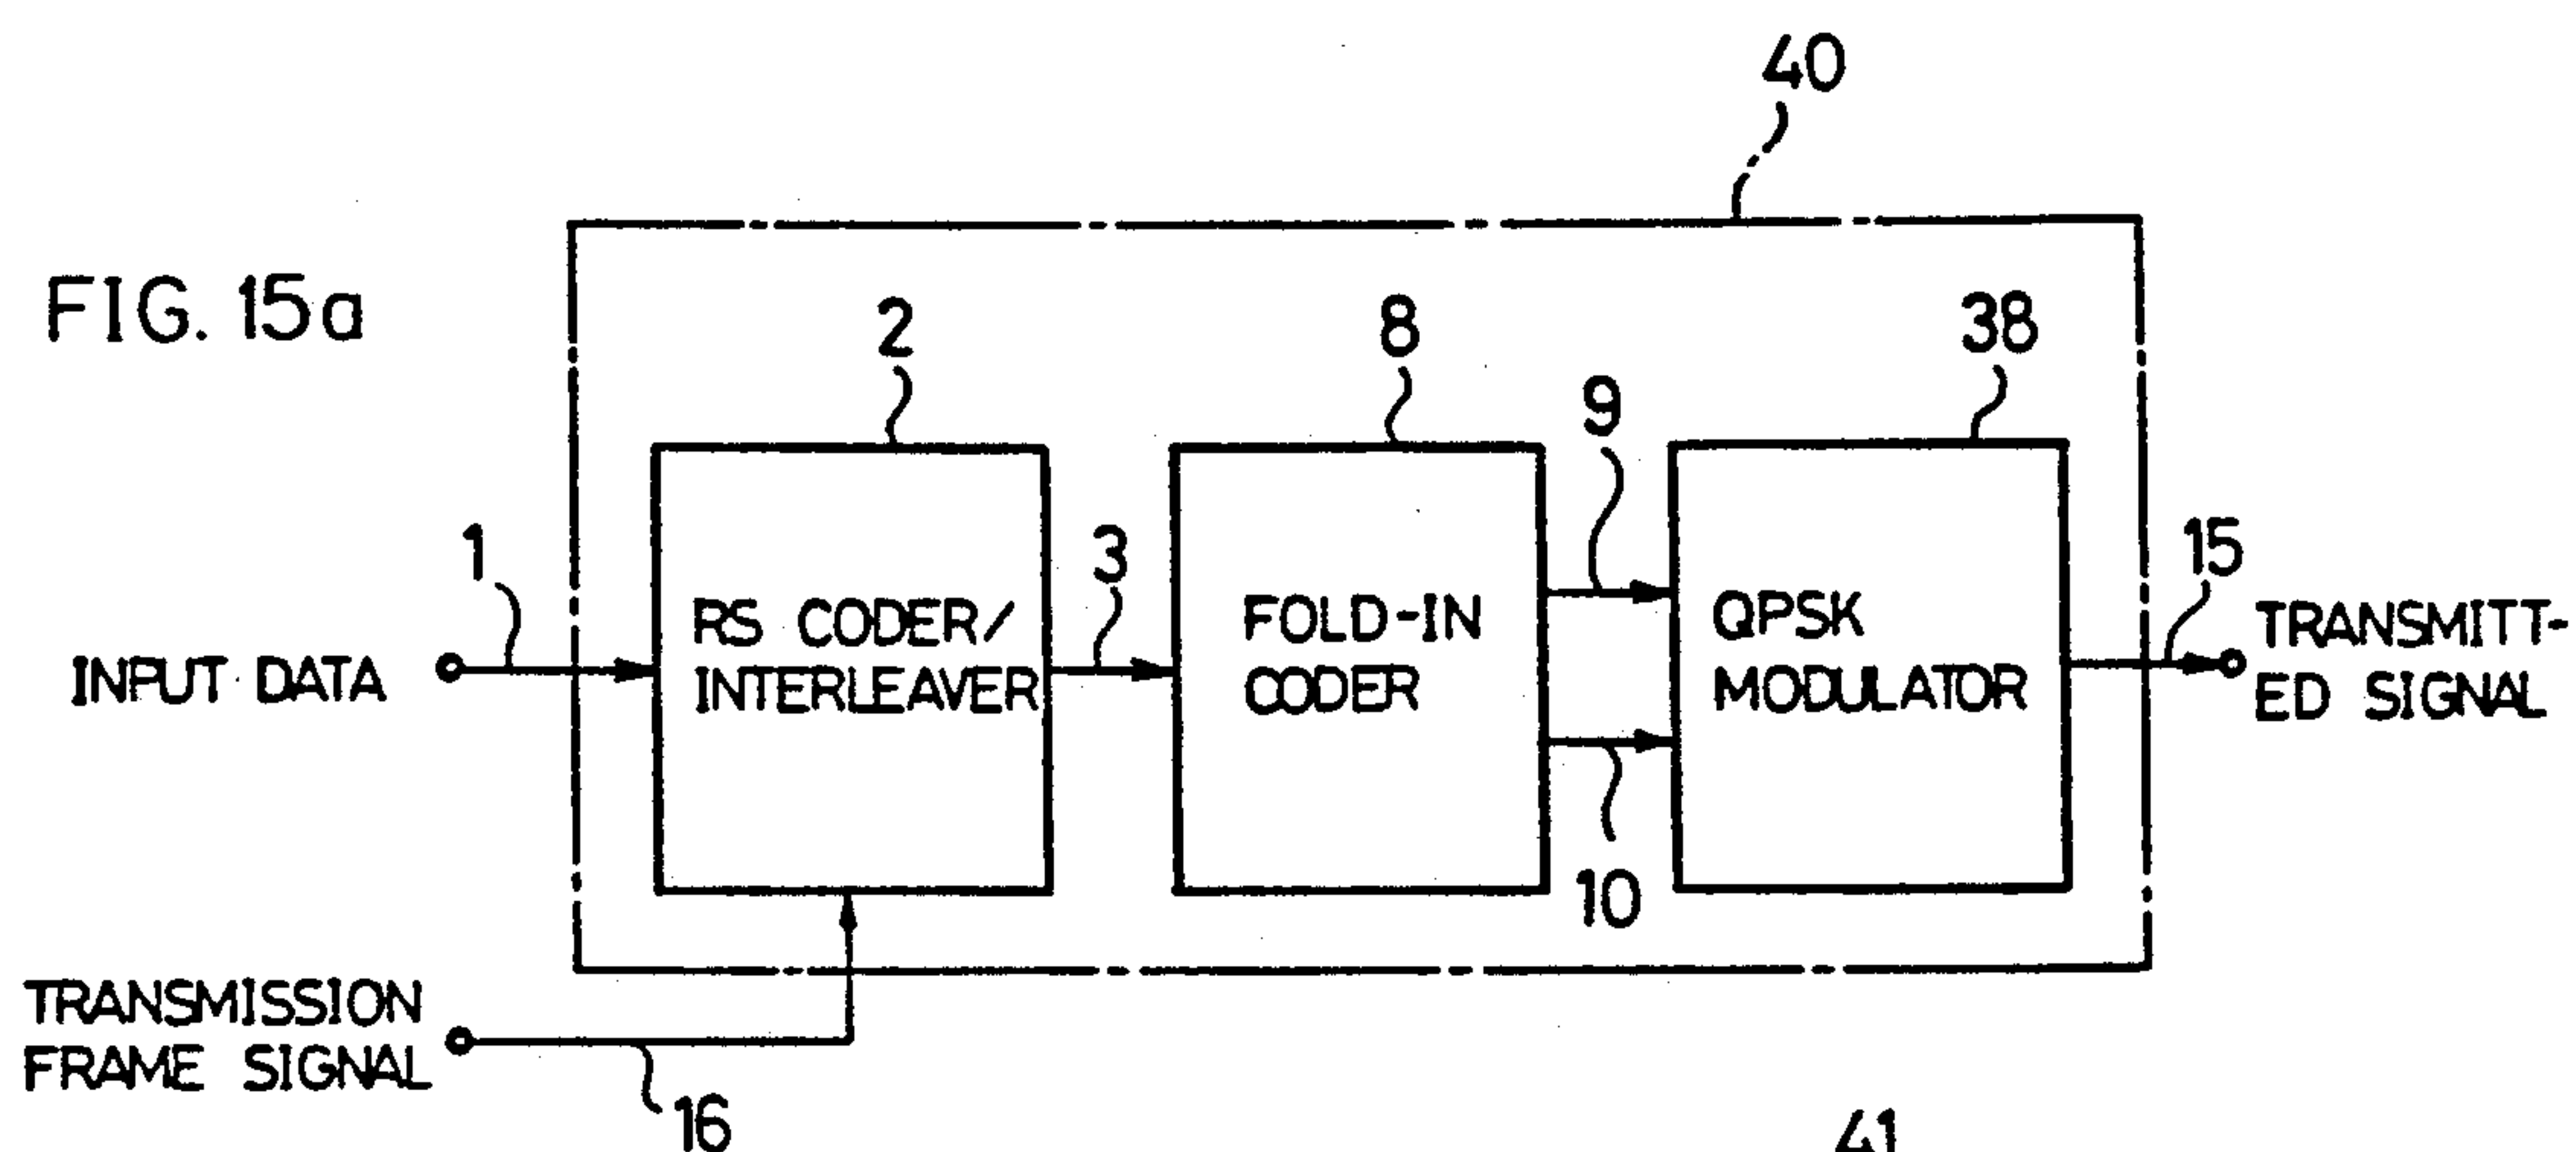 40
FIG. 15a
2
8
38
9
1
3
15
RS CODER/
INTERLEAVER
FOLD-IN
CODER
QPSK
MODULATOR
INPUT DATA
TRANSMITT-
ED SIGNAL
10
TRANSMISSION
FRAME SIGNAL
16
41